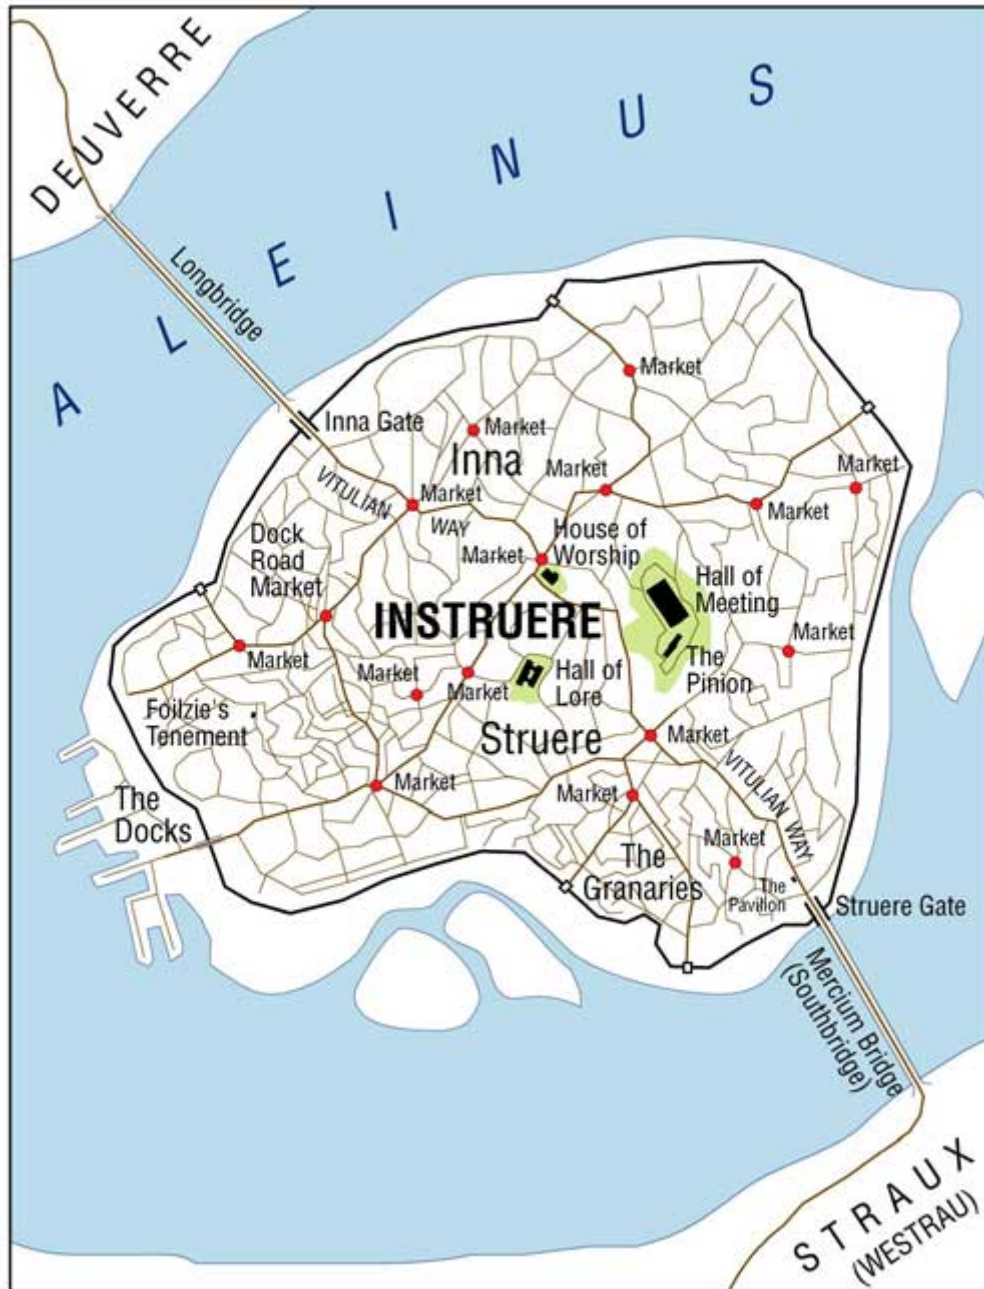 DEUVERRE
ALEINUS
Longbridge
Inna Gate
Market
Market
Inna
Market
Market
VITULIAN
WAY
Market
Market
Dock
Road
Market
Market
House of
Worship
Hall of
Meeting
INSTRUERE
Market
Market
Market
Market
Hall of
Lore
The
Pinion
Foilzie's
Tenement
Struere
Market
VITULIAN WAY
The
Docks
Market
Market
Market
The
Granaries
The
Pavilion
Struere Gate
Mercium Bridge
(Southbridge)
STRAUX
(WESTRAU)